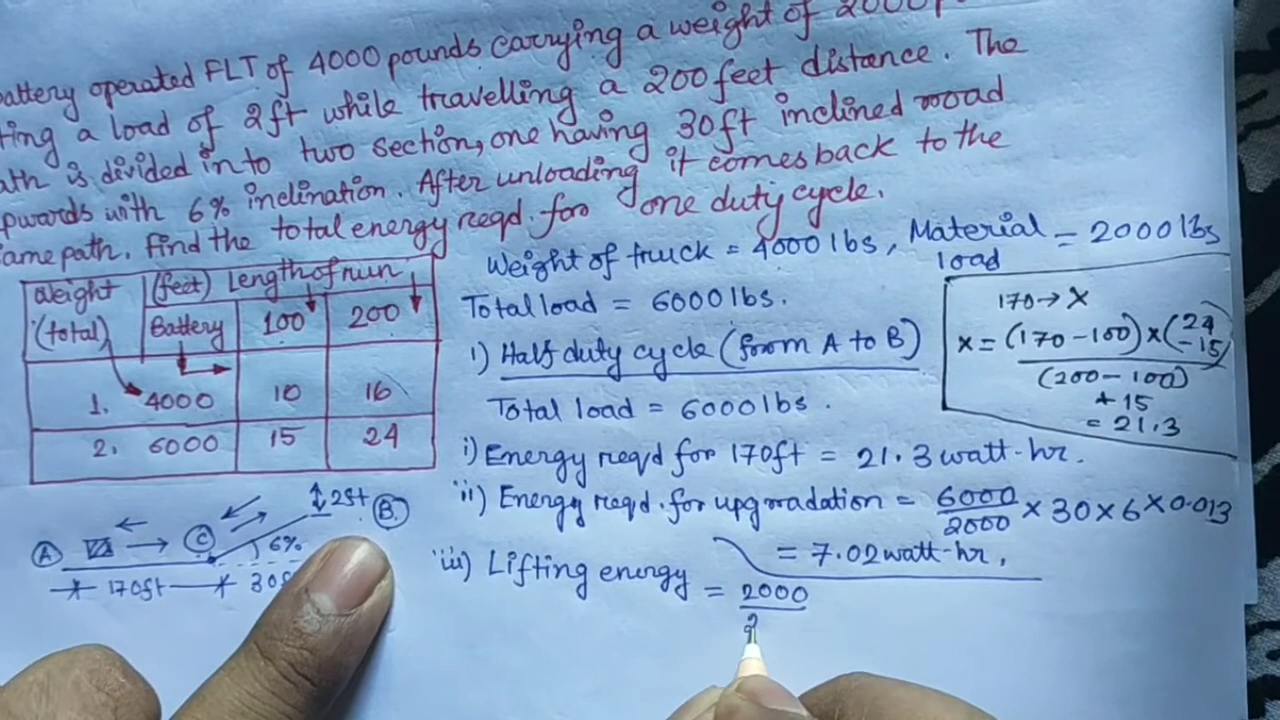 battery operated FLT of 4000 pounds carrying a weight of 2000
ting a load of 2ft while travelling a 200 feet distance. The
ath is divided in to two section, one having 30ft inclined road
pwards with 6% inclination. After unloading it comes back to the
same path. Find the total energy reqd. for one duty cycle.
Weight (total)
(feet) Length of run
Battery 100 200
1. 4000 10 16
2. 6000 15 24
A C B
2ft
6%
170ft 30f
Weight of truck = 4000 lbs, Material load = 2000 lbs
Total load = 6000 lbs.
1) Half duty cycle (from A to B)
Total load = 6000 lbs.
i) Energy reqd for 170ft = 21.3 watt-hr.
ii) Energy reqd. for upgradation = 6000/2000 × 30 × 6 × 0.013
= 7.02 watt-hr,
iii) Lifting energy = 2000/2
170 → X
X = (170 - 100) × (24 - 15)
(200 - 100)
+ 15
= 21.3